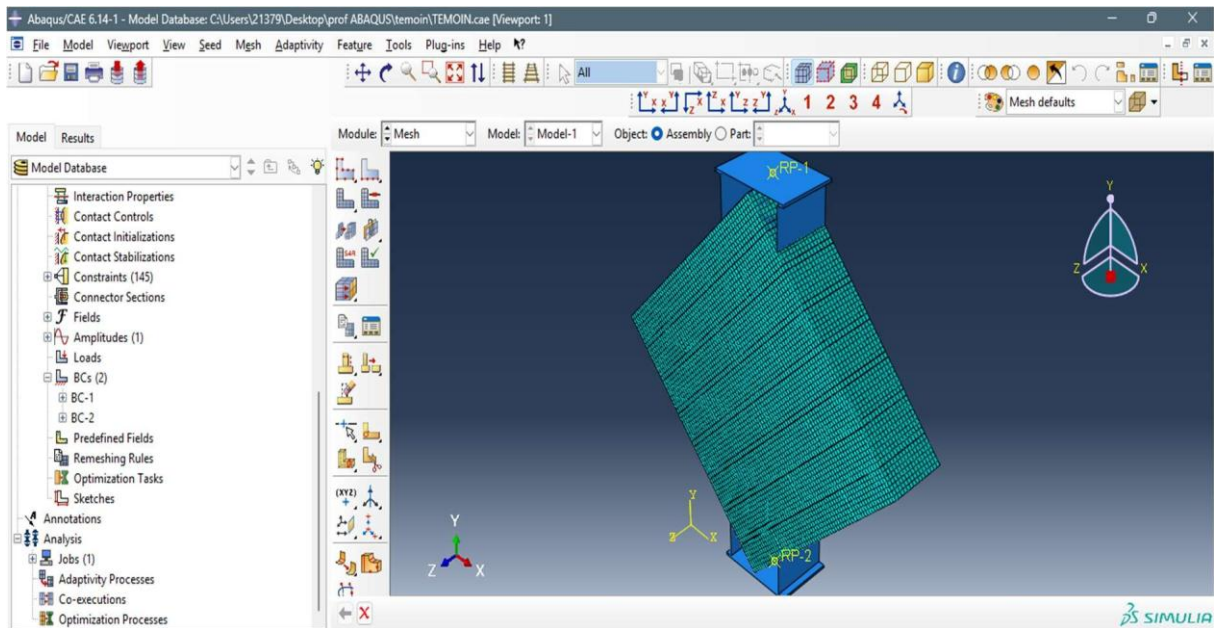 Abaqus/CAE 6.14-1 - Model Database: C:\Users\21379\Desktop\prof ABAQUS\temoin\TEMOIN.cae [Viewport: 1]
File Model Viewport View Seed Mesh Adaptivity Feature Tools Plug-ins Help
All
1 2 3 4
Mesh defaults
Model Results
Module: Mesh Model: Model-1 Object: Assembly Part:
Model Database
Interaction Properties
Contact Controls
Contact Initializations
Contact Stabilizations
Constraints (145)
Connector Sections
Fields
Amplitudes (1)
Loads
BCs (2)
BC-1
BC-2
Predefined Fields
Remeshing Rules
Optimization Tasks
Sketches
Annotations
Analysis
Jobs (1)
Adaptivity Processes
Co-executions
Optimization Processes
(XYZ)
RP-1
Y
Z X
Y
Z X
RP-2
Y
Z X
SIMULIA